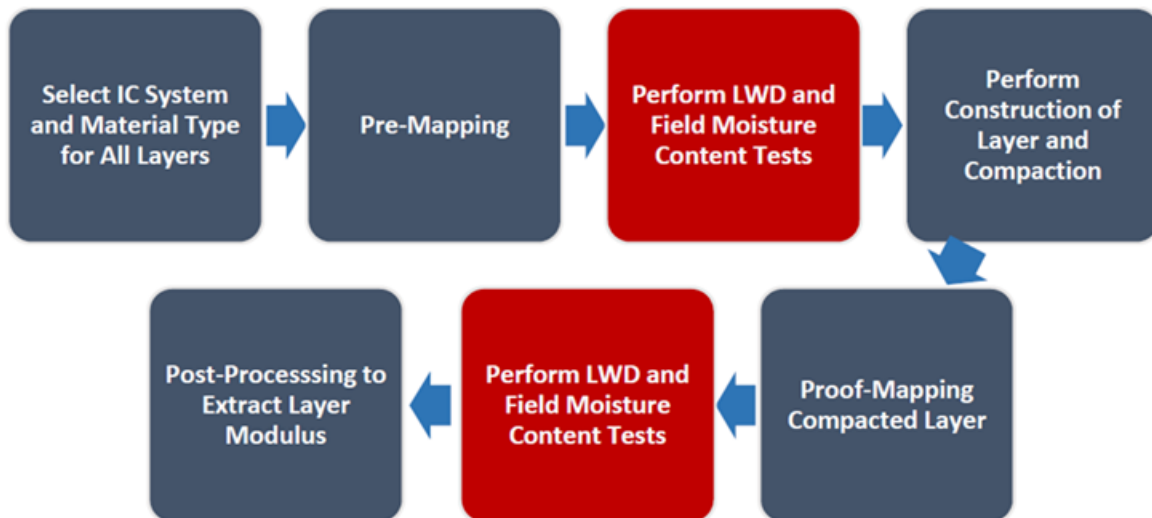 Select IC System
and Material Type
for All Layers
Pre-Mapping
Perform LWD and
Field Moisture
Content Tests
Perform
Construction of
Layer and
Compaction
Proof-Mapping
Compacted Layer
Perform LWD and
Field Moisture
Content Tests
Post-Processsing to
Extract Layer
Modulus